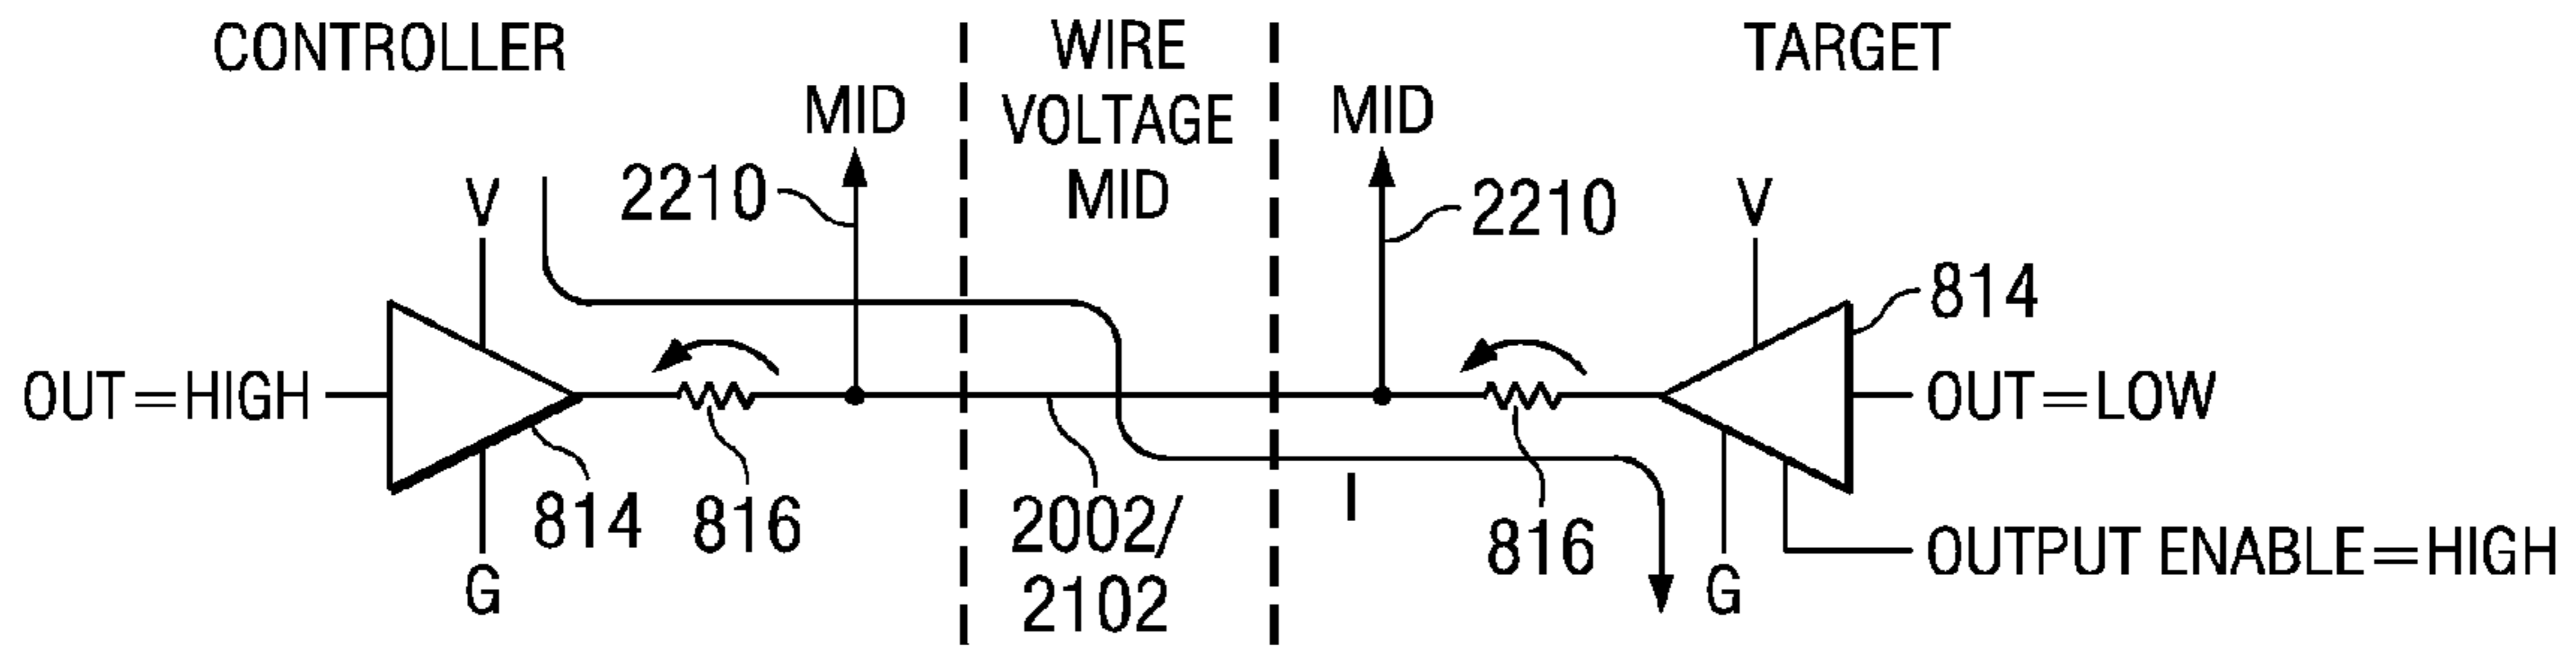 CONTROLLER
WIRE
VOLTAGE
MID
TARGET
MID
MID
V
2210
2210
V
814
OUT=HIGH
OUT=LOW
814
816
2002/
2102
I
816
OUTPUT ENABLE=HIGH
G
G